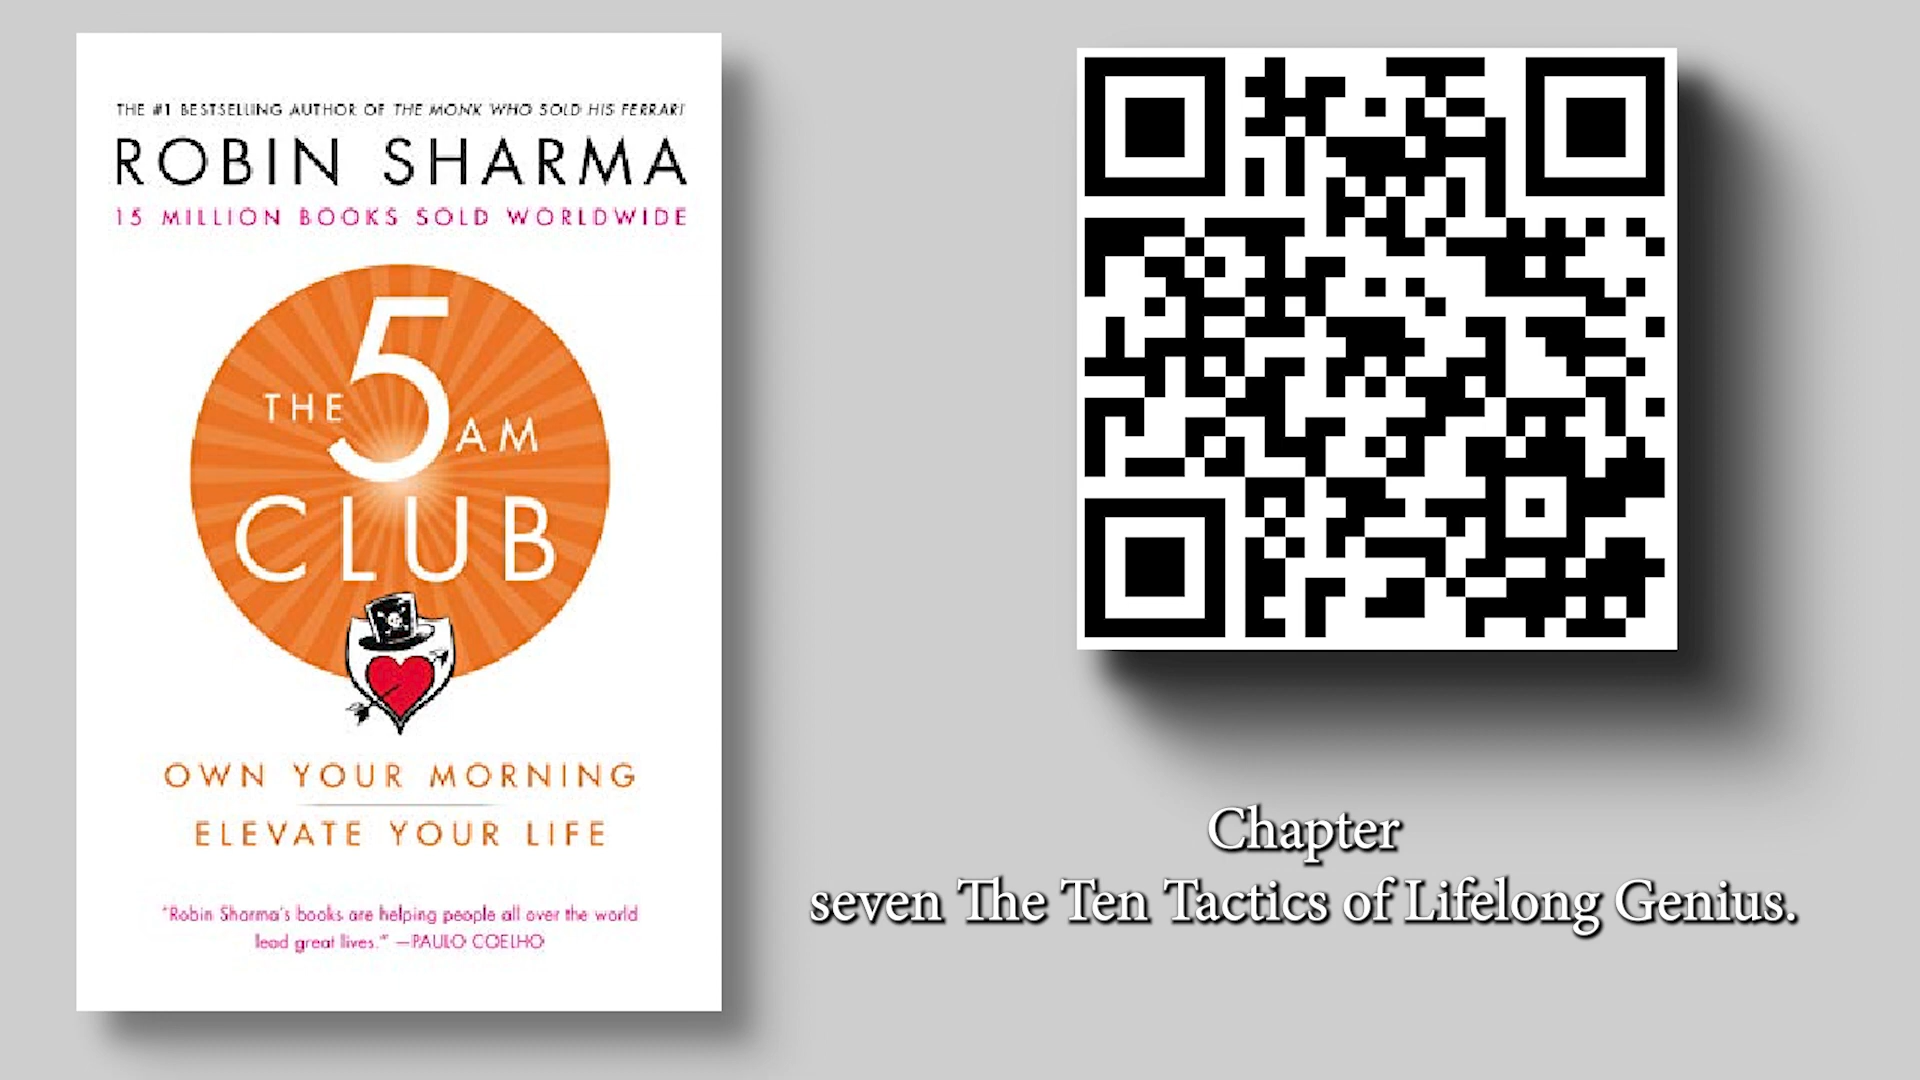 THE #1 BESTSELLING AUTHOR OF THE MONK WHO SOLD HIS FERRARI
ROBIN SHARMA
15 MILLION BOOKS SOLD WORLDWIDE
THE 5 AM
CLUB
OWN YOUR MORNING
ELEVATE YOUR LIFE
"Robin Sharma's books are helping people all over the world
lead great lives." —PAULO COELHO
Chapter
seven The Ten Tactics of Lifelong Genius.